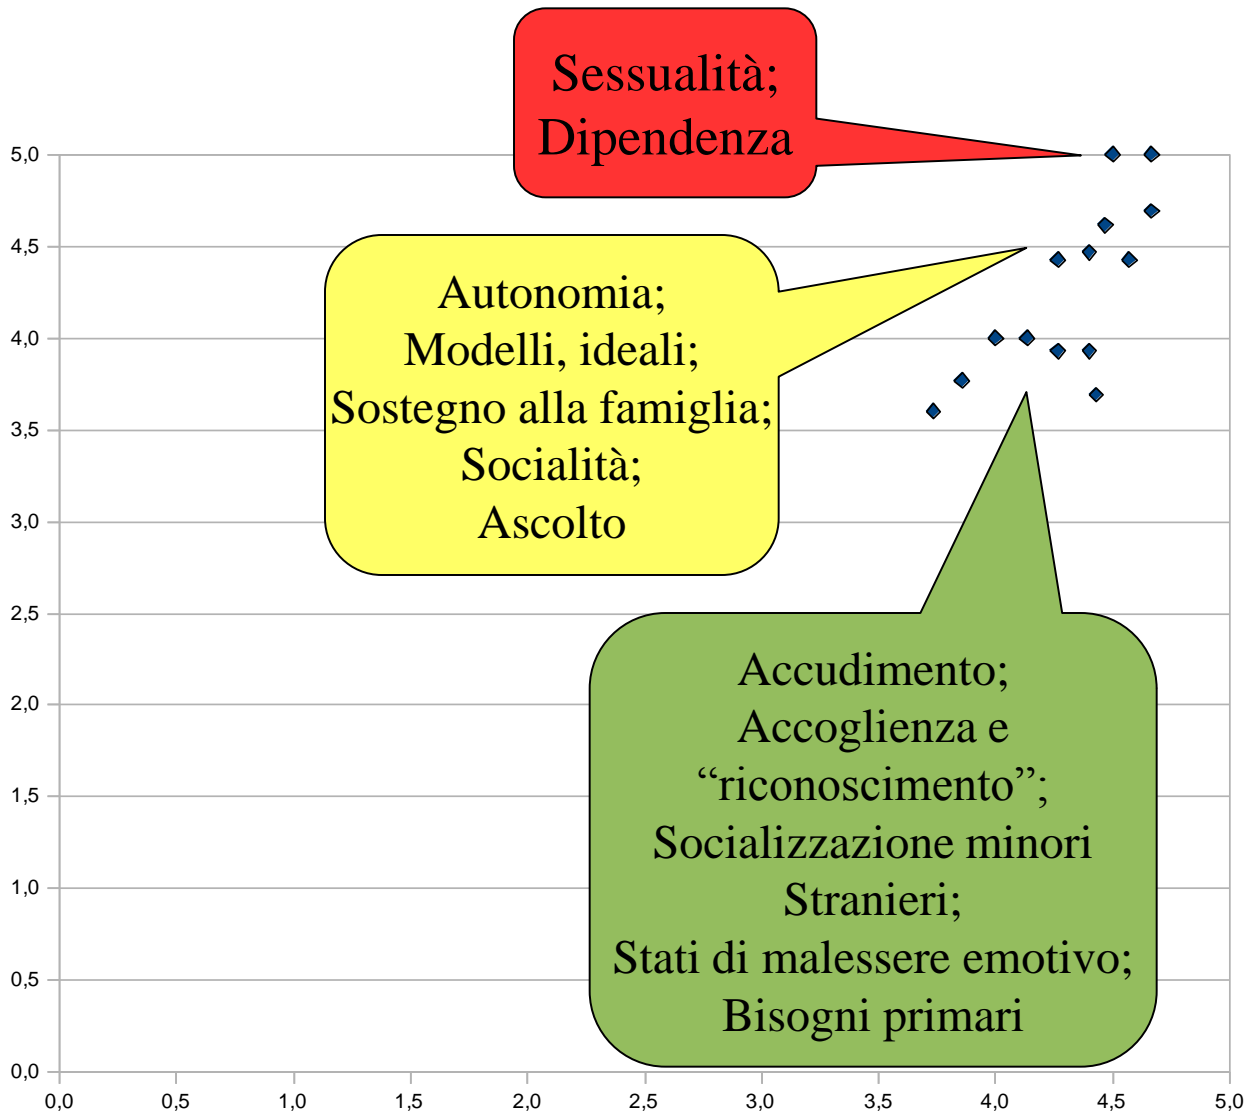 Sessualità;
Dipendenza
5,0
4,5
Autonomia;
Modelli, ideali;
4,0
Sostegno alla famiglia;
3,5
Socialità;
Ascolto
3,0
2,5
Accudimento;
2,0
Accoglienza e
“riconoscimento”;
1,5
Socializzazione minori
Stranieri;
1,0
Stati di malessere emotivo;
0,5
Bisogni primari
0,0
0,0 0,5 1,0 1,5 2,0 2,5 3,0 3,5 4,0 4,5 5,0